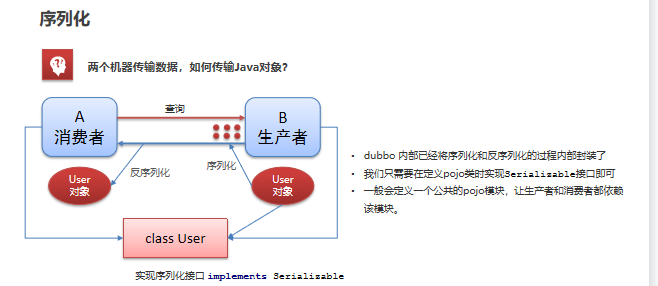 序列化
两个机器传输数据，如何传输Java对象？
A
消费者
查询
B
生产者
反序列化
序列化
User
对象
User
对象
class User
实现序列化接口 implements Serializable
• dubbo 内部已经将序列化和反序列化的过程内部封装了
• 我们只需要在定义pojo类时实现Serializable接口即可
• 一般会定义一个公共的pojo模块，让生产者和消费者都依赖
该模块。